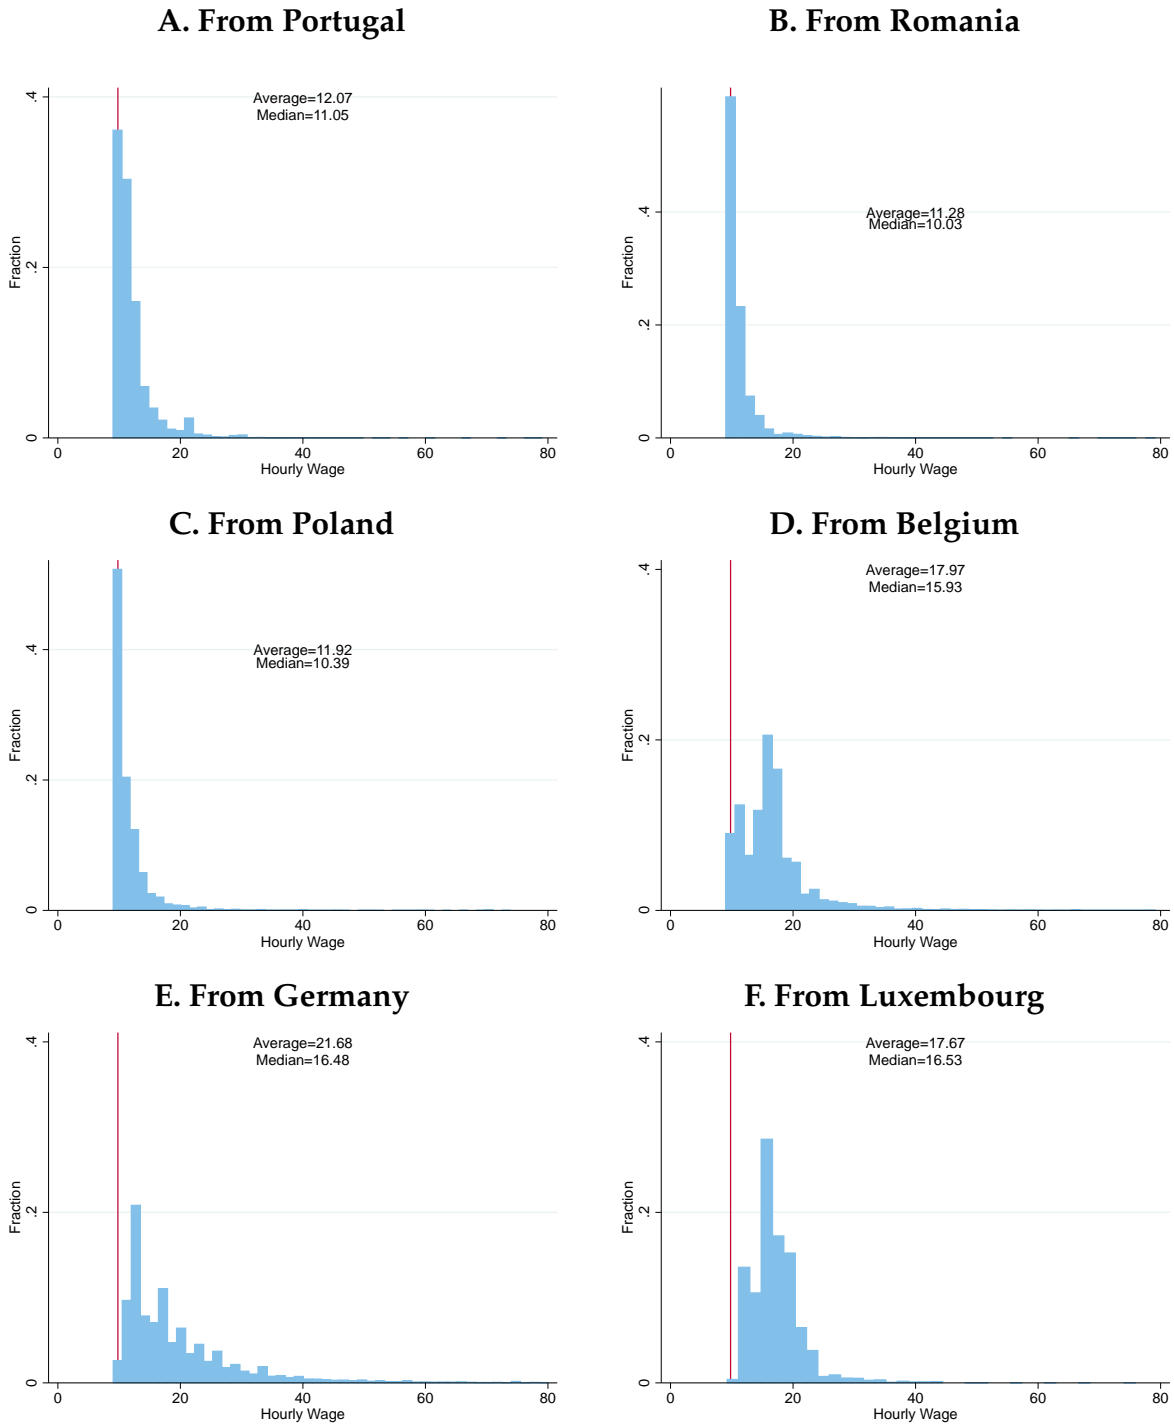 A. From Portugal
Average=12.07
Median=11.05
.4
.2
0
Fraction
0 20 40 60 80
Hourly Wage
B. From Romania
Average=11.28
Median=10.03
.4
.2
0
Fraction
0 20 40 60 80
Hourly Wage
C. From Poland
Average=11.92
Median=10.39
.4
.2
0
Fraction
0 20 40 60 80
Hourly Wage
D. From Belgium
Average=17.97
Median=15.93
.4
.2
0
Fraction
0 20 40 60 80
Hourly Wage
E. From Germany
Average=21.68
Median=16.48
.4
.2
0
Fraction
0 20 40 60 80
Hourly Wage
F. From Luxembourg
Average=17.67
Median=16.53
.4
.2
0
Fraction
0 20 40 60 80
Hourly Wage